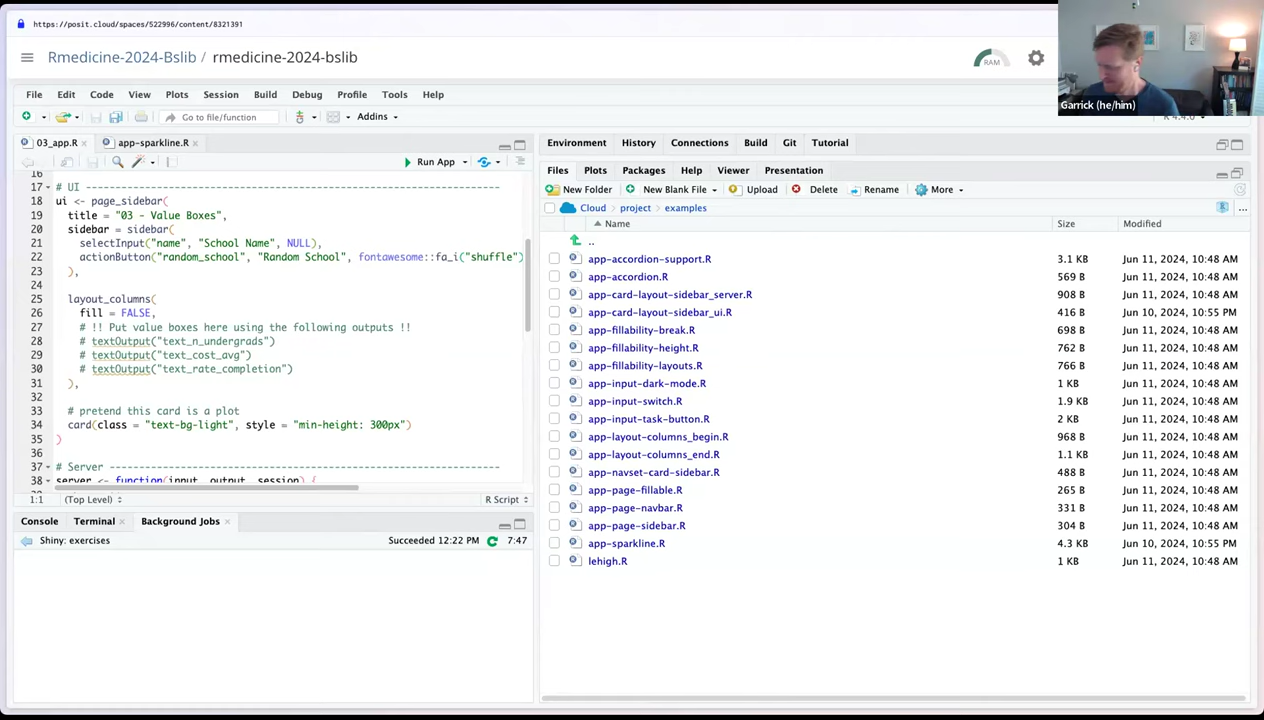 https://posit.cloud/spaces/522996/content/8321391
Rmedicine-2024-Bslib / rmedicine-2024-bslib
RAM
Garrick (he/him)
File Edit Code View Plots Session Build Debug Profile Tools Help
Go to file/function Addins
03_app.R app-sparkline.R
Run App
16
17 # UI ----------------------------------------------------------------
18 ui <- page_sidebar(
19 title = "03 - Value Boxes",
20 sidebar = sidebar(
21 selectInput("name", "School Name", NULL),
22 actionButton("random_school", "Random School", fontawesome::fa_i("shuffle")
23 ),
24
25 layout_columns(
26 fill = FALSE,
27 # !! Put value boxes here using the following outputs !!
28 # textOutput("text_n_undergrads")
29 # textOutput("text_cost_avg")
30 # textOutput("text_rate_completion")
31 ),
32
33 # pretend this card is a plot
34 card(class = "text-bg-light", style = "min-height: 300px")
35 )
36
37 # Server ------------------------------------------------------------
38 server <- function(input, output, session) {
1:1 (Top Level) R Script
Console Terminal Background Jobs
Shiny: exercises Succeeded 12:22 PM 7:47
Environment History Connections Build Git Tutorial
Files Plots Packages Help Viewer Presentation
New Folder New Blank File Upload Delete Rename More
Cloud project examples ...
Name Size Modified
..
app-accordion-support.R 3.1 KB Jun 11, 2024, 10:48 AM
app-accordion.R 569 B Jun 11, 2024, 10:48 AM
app-card-layout-sidebar_server.R 908 B Jun 11, 2024, 10:48 AM
app-card-layout-sidebar_ui.R 416 B Jun 10, 2024, 10:55 PM
app-fillability-break.R 698 B Jun 11, 2024, 10:48 AM
app-fillability-height.R 762 B Jun 11, 2024, 10:48 AM
app-fillability-layouts.R 766 B Jun 11, 2024, 10:48 AM
app-input-dark-mode.R 1 KB Jun 11, 2024, 10:48 AM
app-input-switch.R 1.9 KB Jun 11, 2024, 10:48 AM
app-input-task-button.R 2 KB Jun 11, 2024, 10:48 AM
app-layout-columns_begin.R 968 B Jun 11, 2024, 10:48 AM
app-layout-columns_end.R 1.1 KB Jun 11, 2024, 10:48 AM
app-navset-card-sidebar.R 488 B Jun 11, 2024, 10:48 AM
app-page-fillable.R 265 B Jun 11, 2024, 10:48 AM
app-page-navbar.R 331 B Jun 11, 2024, 10:48 AM
app-page-sidebar.R 304 B Jun 11, 2024, 10:48 AM
app-sparkline.R 4.3 KB Jun 10, 2024, 10:55 PM
lehigh.R 1 KB Jun 11, 2024, 10:48 AM